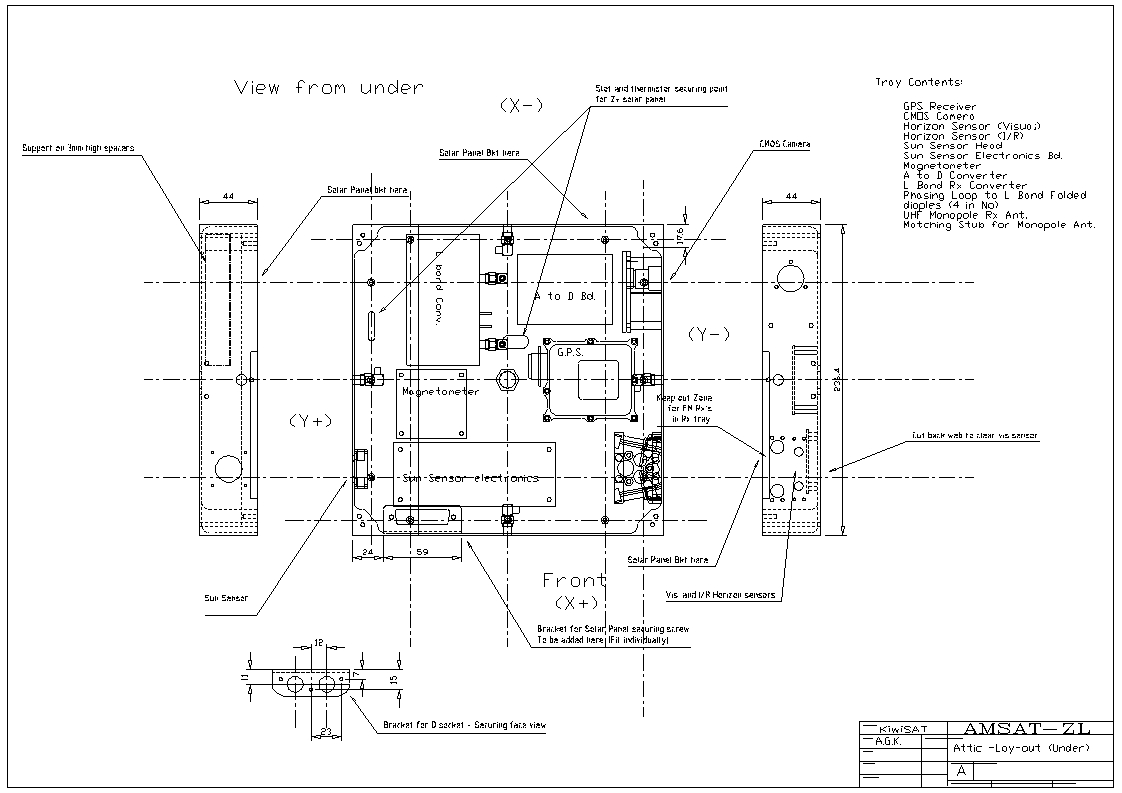 View from under
(X-)
Slot and thermister securing point
for Z+ solar panel
Tray Contents:
GPS Receiver
CMOS Camera
Horizon Sensor (Visual)
Horizon Sensor (I/R)
Sun Sensor Head
Sun Sensor Electronics Bd.
Magnetometer
A to D Converter
L Band Rx Converter
Phasing Loop to L Band Folded
dioples (4 in No)
UHF Monopole Rx Ant.
Matching Stub for Monopole Ant.
Support on 3mm high spacers
Solar Panel Bkt here
CMOS Camera
Solar Panel bkt here
44
44
17.6
L band Conv.
A to D Bd.
(Y-)
G.P.S.
Magnetometer
235.4
Keep out Zone
for FM Rx's
in Rx tray
(Y+)
Cut back web to clear vis sensor
Sun Sensor electronics
24
59
Solar Panel Bkt here
Front
(X+)
Sun Sensor
Vis and I/R Horizon sensors
Bracket for Solar Panel securing screw
To be added here (Fit individually)
12
11
7
15
23
Bracket for D socket - Securing face view
KiwiSAT
AMSAT-ZL
A.G.K.
Attic -Lay-out (Under)
A